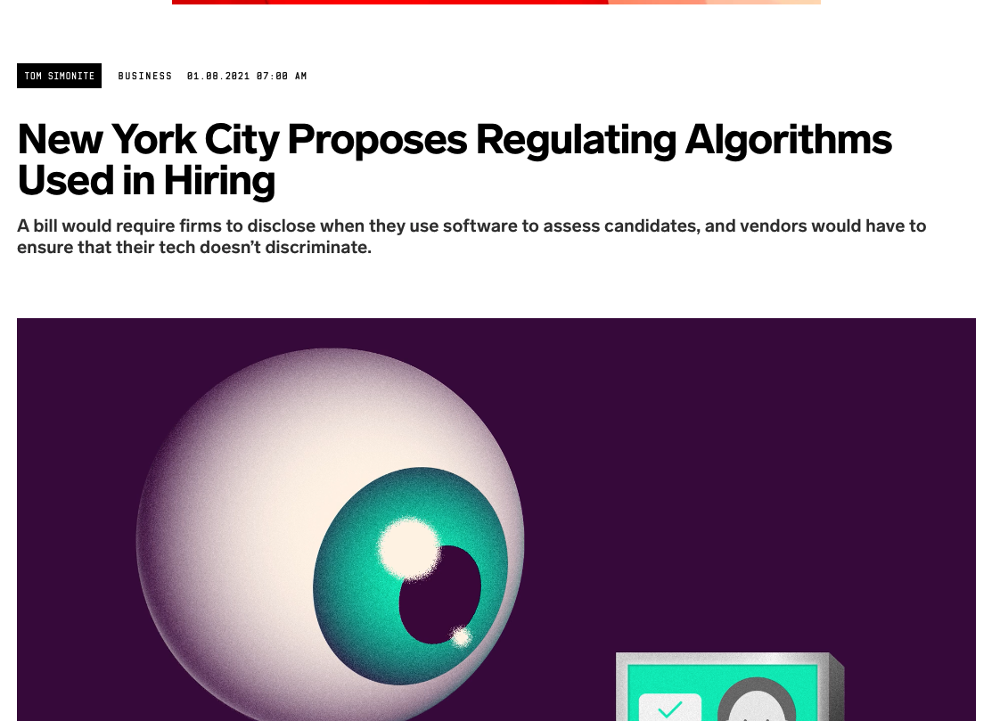 TOM SIMONITE BUSINESS 01.08.2021 07:00 AM
New York City Proposes Regulating Algorithms
Used in Hiring
A bill would require firms to disclose when they use software to assess candidates, and vendors would have to
ensure that their tech doesn’t discriminate.